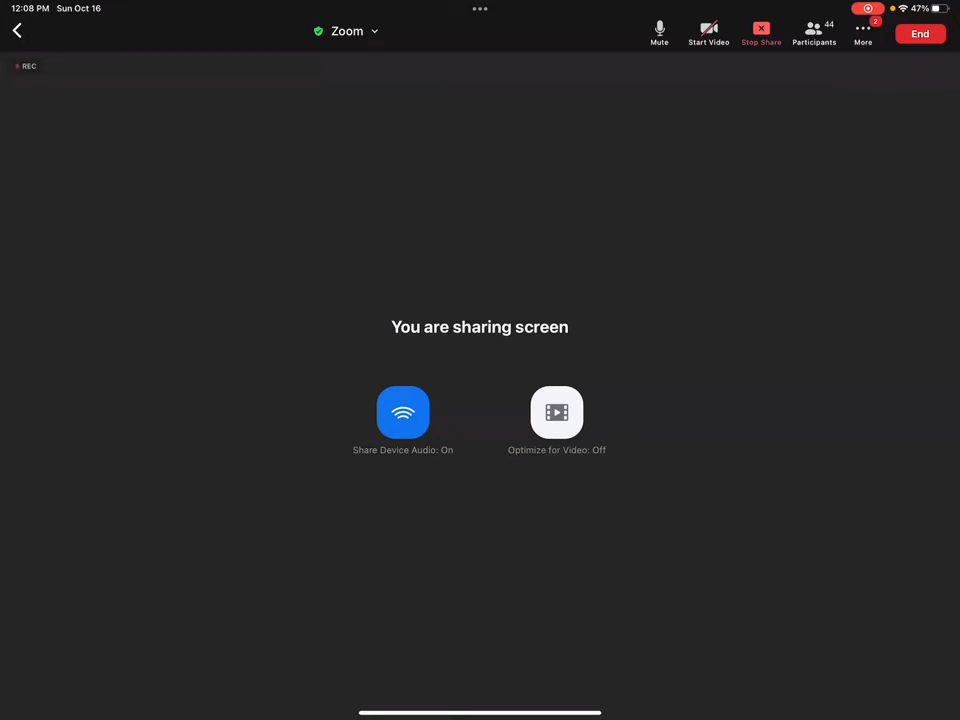 12:08 PM Sun Oct 16
47%
Zoom
Mute
Start Video
Stop Share
44
Participants
2
More
End
REC
You are sharing screen
Share Device Audio: On
Optimize for Video: Off